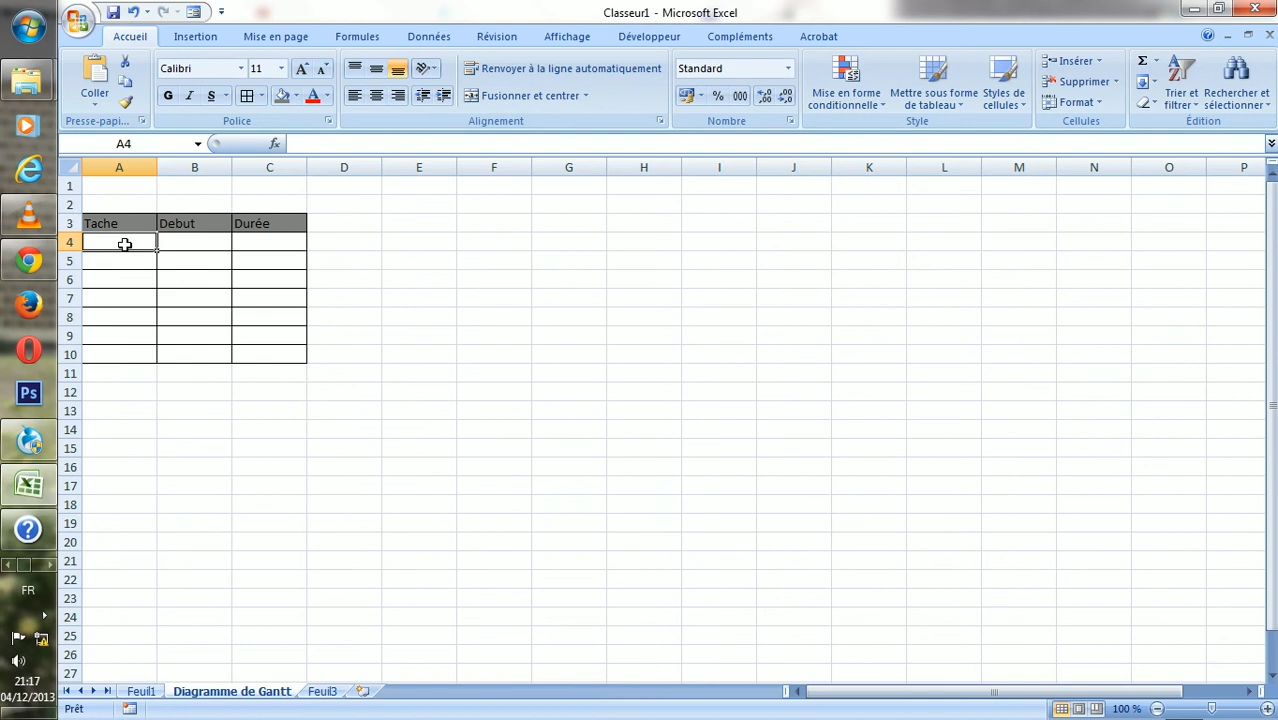 Classeur1 - Microsoft Excel
Accueil Insertion Mise en page Formules Données Révision Affichage Développeur Compléments Acrobat
Coller
Calibri 11
G I S A
Renvoyer à la ligne automatiquement
Fusionner et centrer
Standard
% 000
Mise en forme conditionnelle
Mettre sous forme de tableau
Styles de cellules
Insérer
Supprimer
Format
Trier et filtrer
Rechercher et sélectionner
Presse-papi... Police Alignement Nombre Style Cellules Édition
A4 fx
A B C D E F G H I J K L M N O P
1
2
3 Tache Debut Durée
4
5
6
7
8
9
10
11
12
13
14
15
16
17
18
19
20
21
22
23
24
25
26
27
Ps
FR
21:17
04/12/2013
Feuil1 Diagramme de Gantt Feuil3
Prêt 100 %